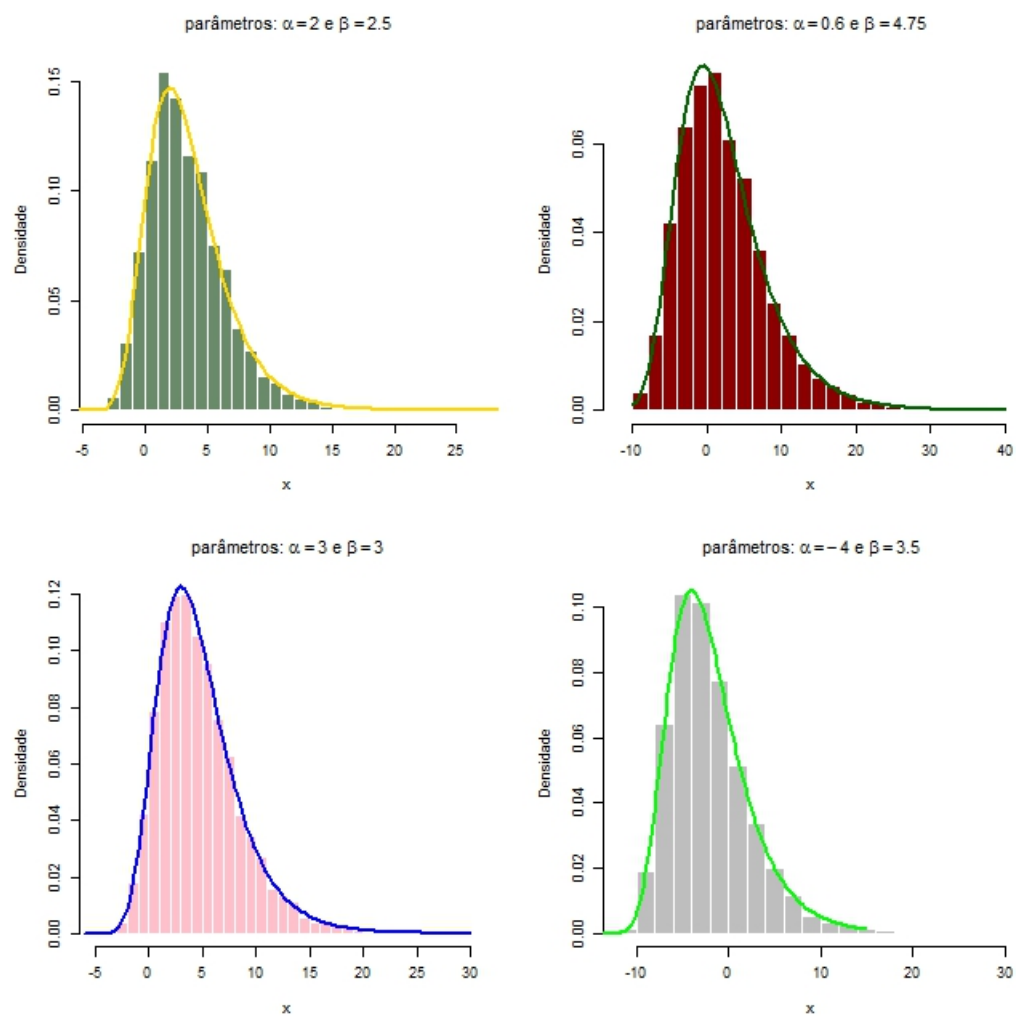 parâmetros: α = 2 e β = 2.5
Densidade
0.00 0.05 0.10 0.15
-5 0 5 10 15 20 25
x
parâmetros: α = 0.6 e β = 4.75
Densidade
0.00 0.02 0.04 0.06
-10 0 10 20 30 40
x
parâmetros: α = 3 e β = 3
Densidade
0.00 0.02 0.04 0.06 0.08 0.10 0.12
-5 0 5 10 15 20 25 30
x
parâmetros: α = − 4 e β = 3.5
Densidade
0.00 0.02 0.04 0.06 0.08 0.10
-10 0 10 20 30
x